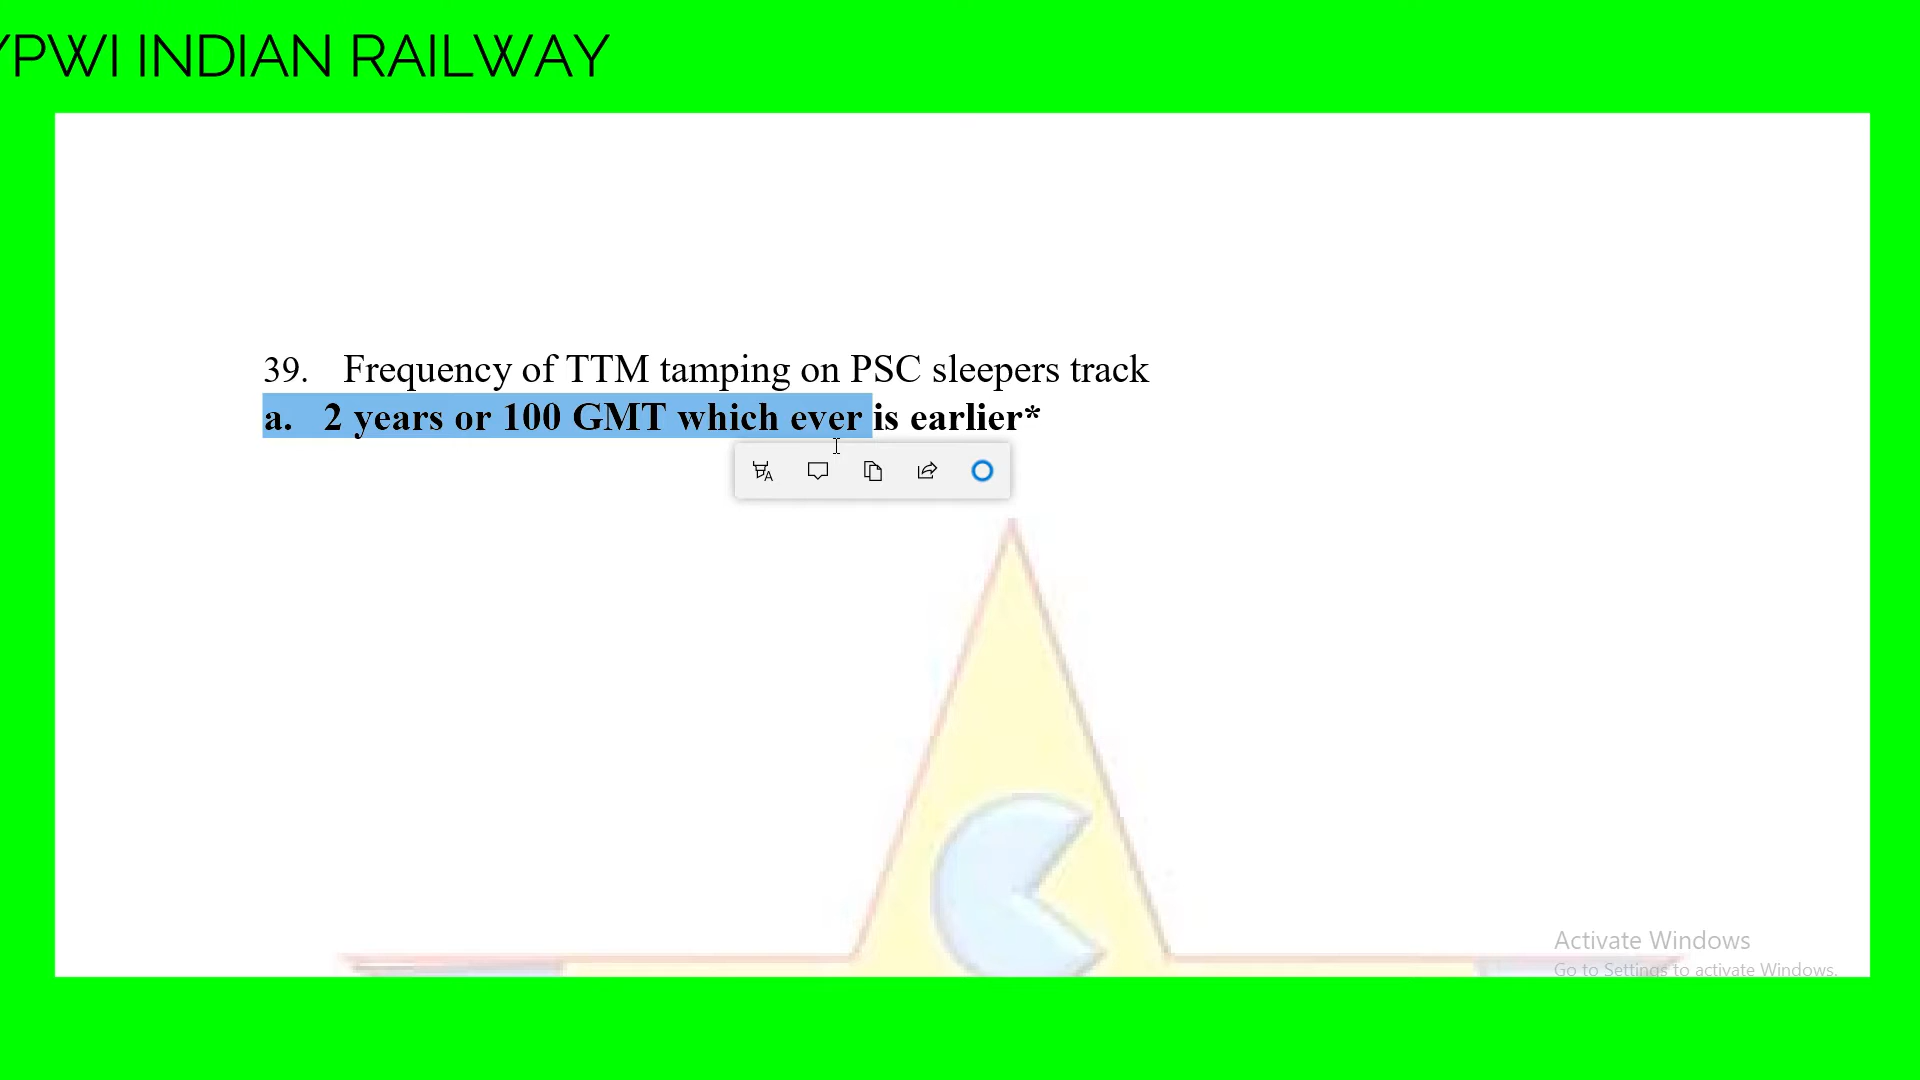 YPWI INDIAN RAILWAY
39. Frequency of TTM tamping on PSC sleepers track
a. 2 years or 100 GMT which ever is earlier*
Activate Windows
Go to Settings to activate Windows.